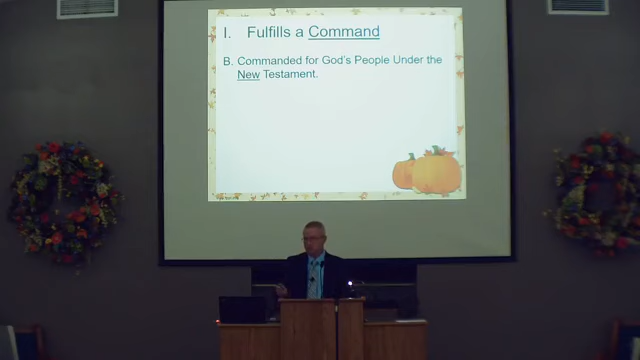 I. Fulfills a Command
B. Commanded for God's People Under the
New Testament.